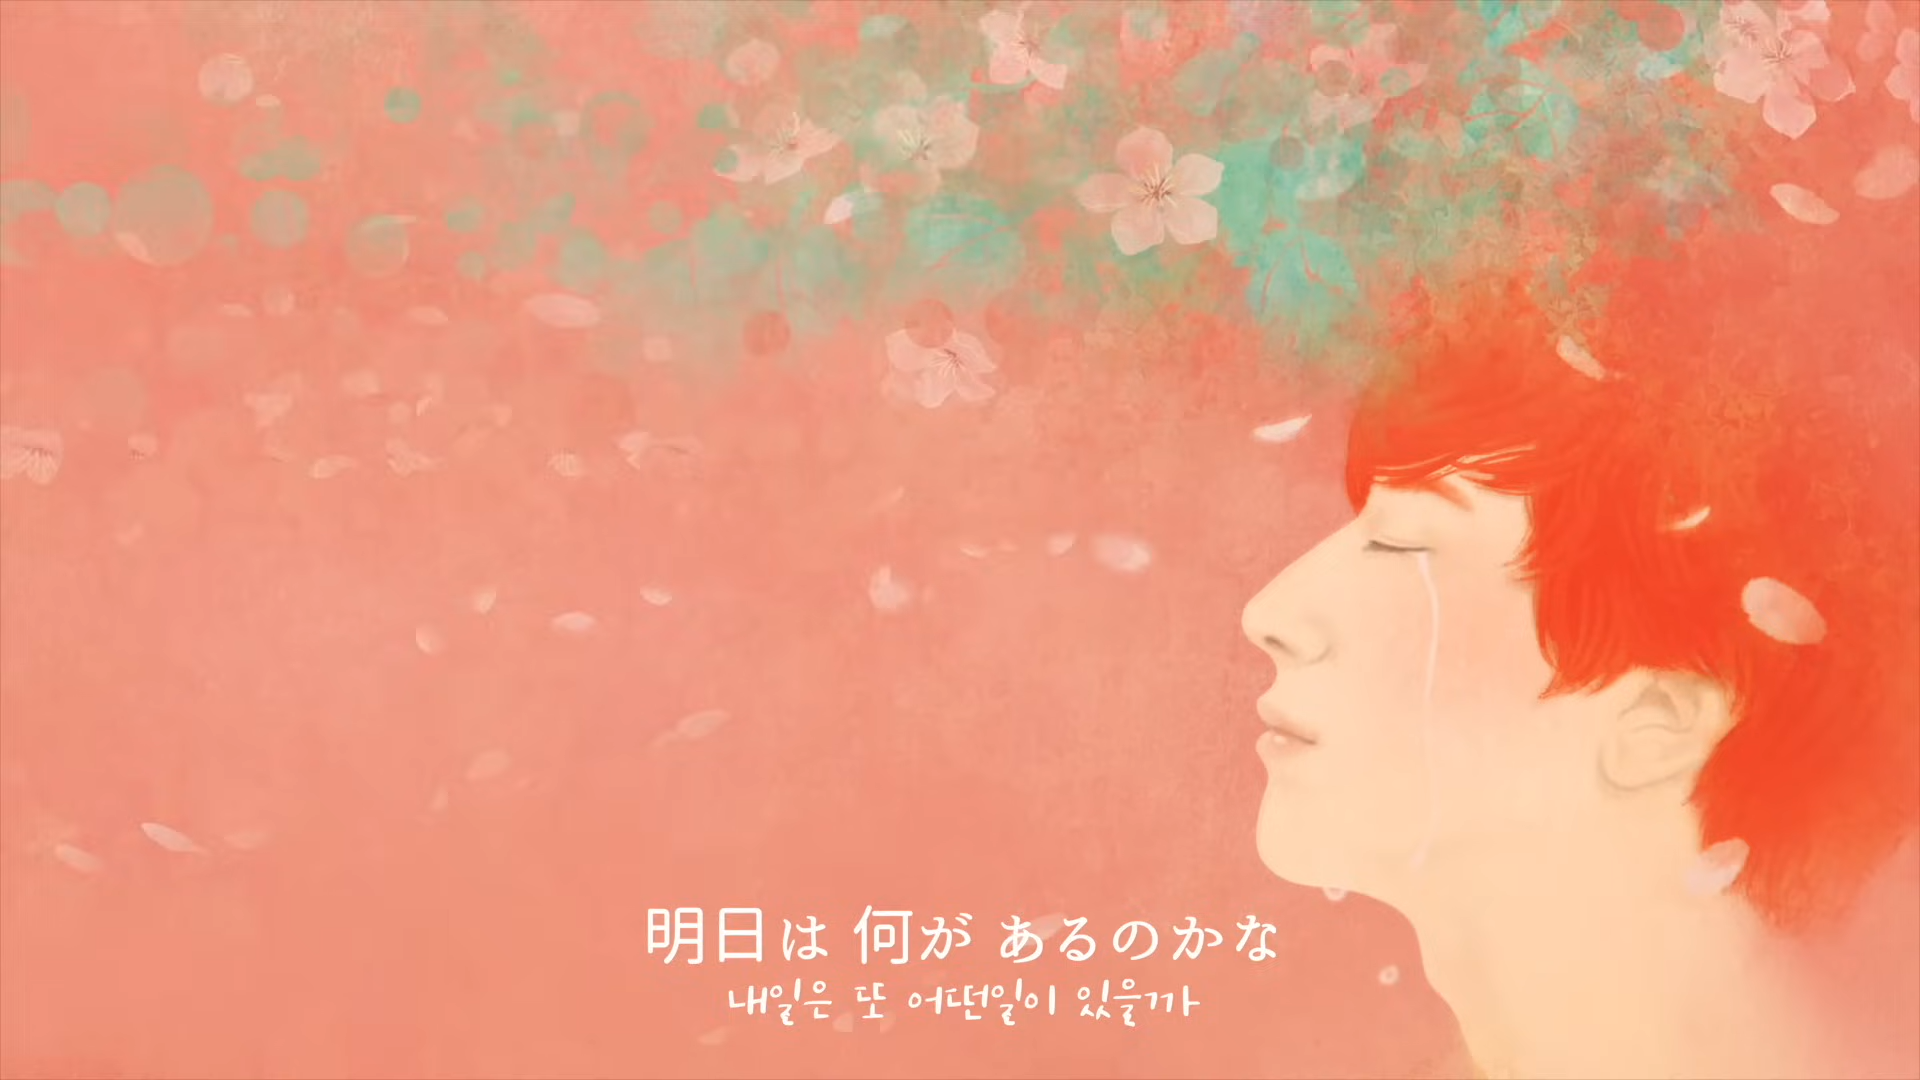 明日は 何が あるのかな
내일은 또 어떤일이 있을까